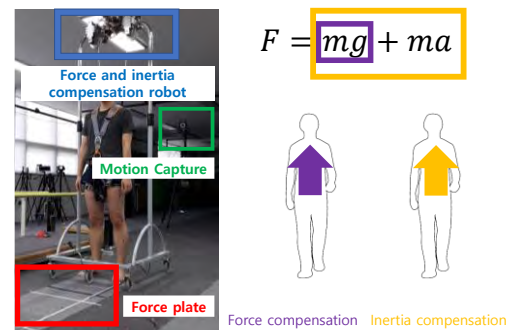 Force and inertia
compensation robot
Motion Capture
Force plate
F = mg + ma
Force compensation Inertia compensation